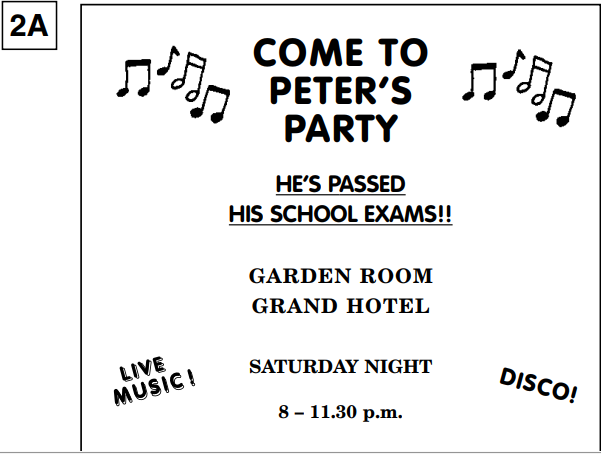 2A
COME TO
PETER'S
PARTY
HE'S PASSED
HIS SCHOOL EXAMS!!
GARDEN ROOM
GRAND HOTEL
LIVE
MUSIC!
SATURDAY NIGHT
DISCO!
8 – 11.30 p.m.